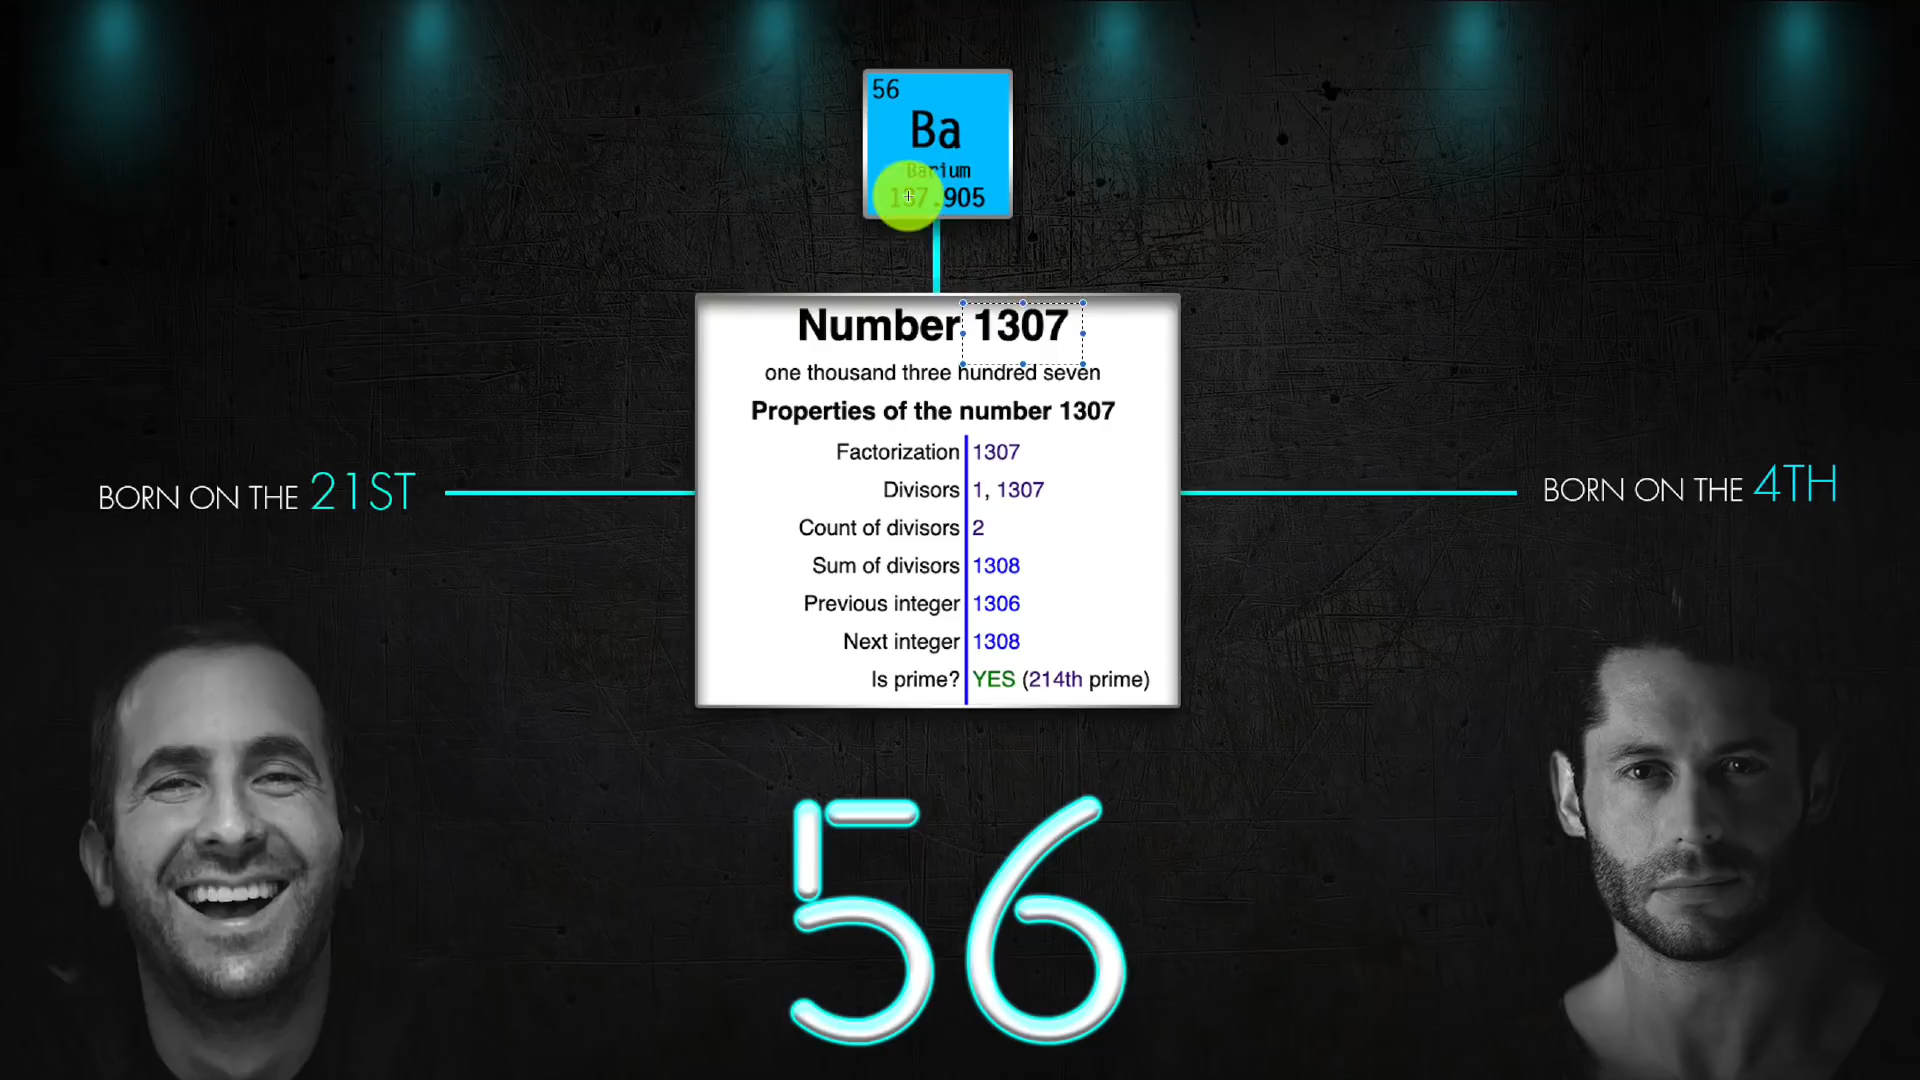 56
Ba
Barium
137.905
Number 1307
one thousand three hundred seven
Properties of the number 1307
Factorization 1307
Divisors 1, 1307
Count of divisors 2
Sum of divisors 1308
Previous integer 1306
Next integer 1308
Is prime? YES (214th prime)
BORN ON THE 21ST
BORN ON THE 4TH
56